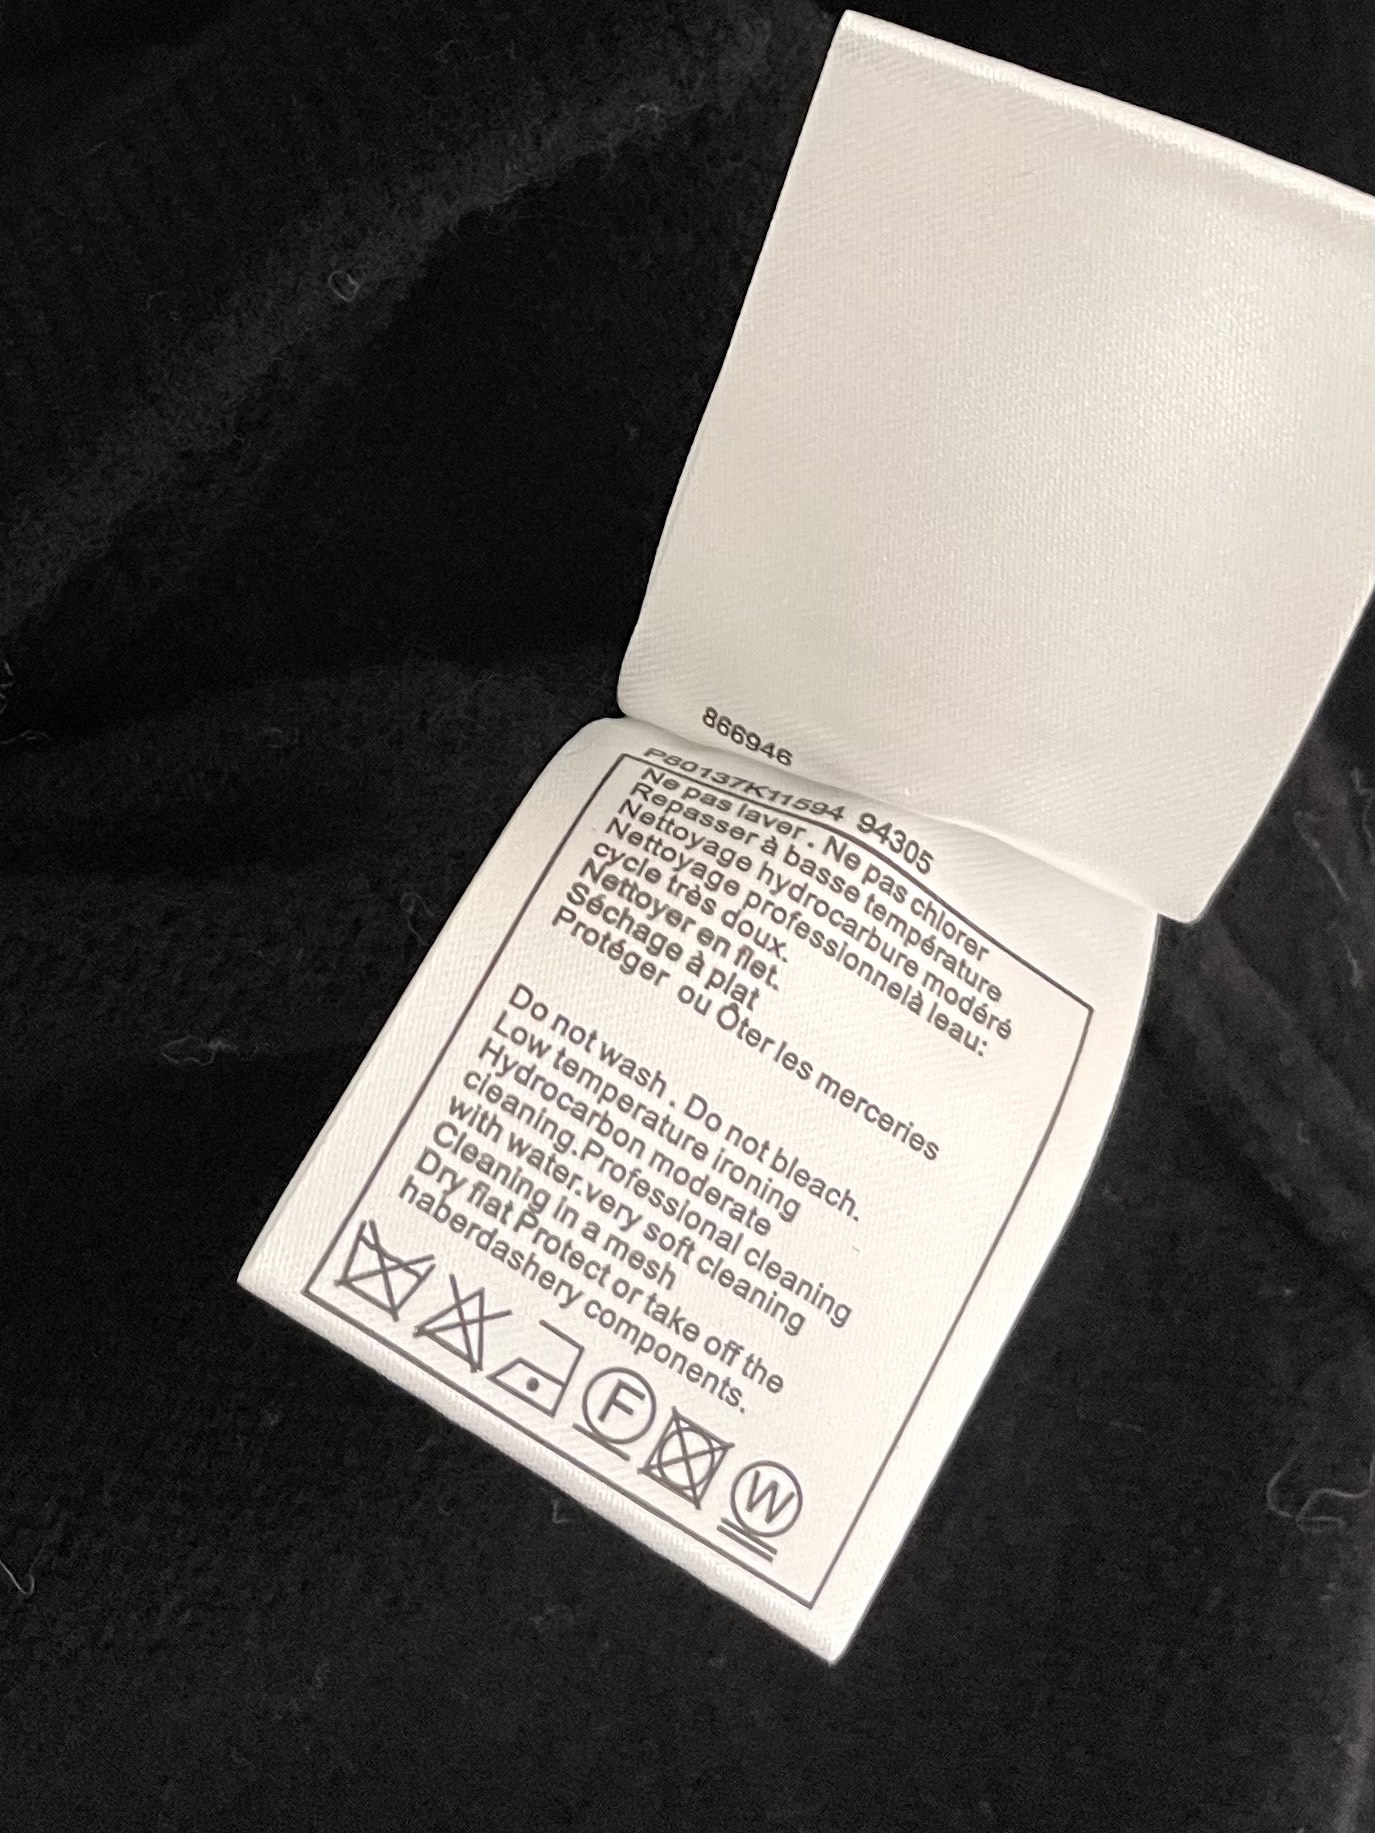 866946
P80137K11594 94305
Ne pas laver . Ne pas chlorer
Repasser à basse température
Nettoyage hydrocarbure modéré
Nettoyage professionnelà leau:
cycle très doux.
Nettoyer en flet.
Séchage à plat
Protéger ou Ôter les merceries
Do not wash . Do not bleach.
Low temperature ironing
Hydrocarbon moderate
cleaning.Professional cleaning
with water.very soft cleaning
Cleaning in a mesh
Dry flat Protect or take off the
haberdashery components.
F W